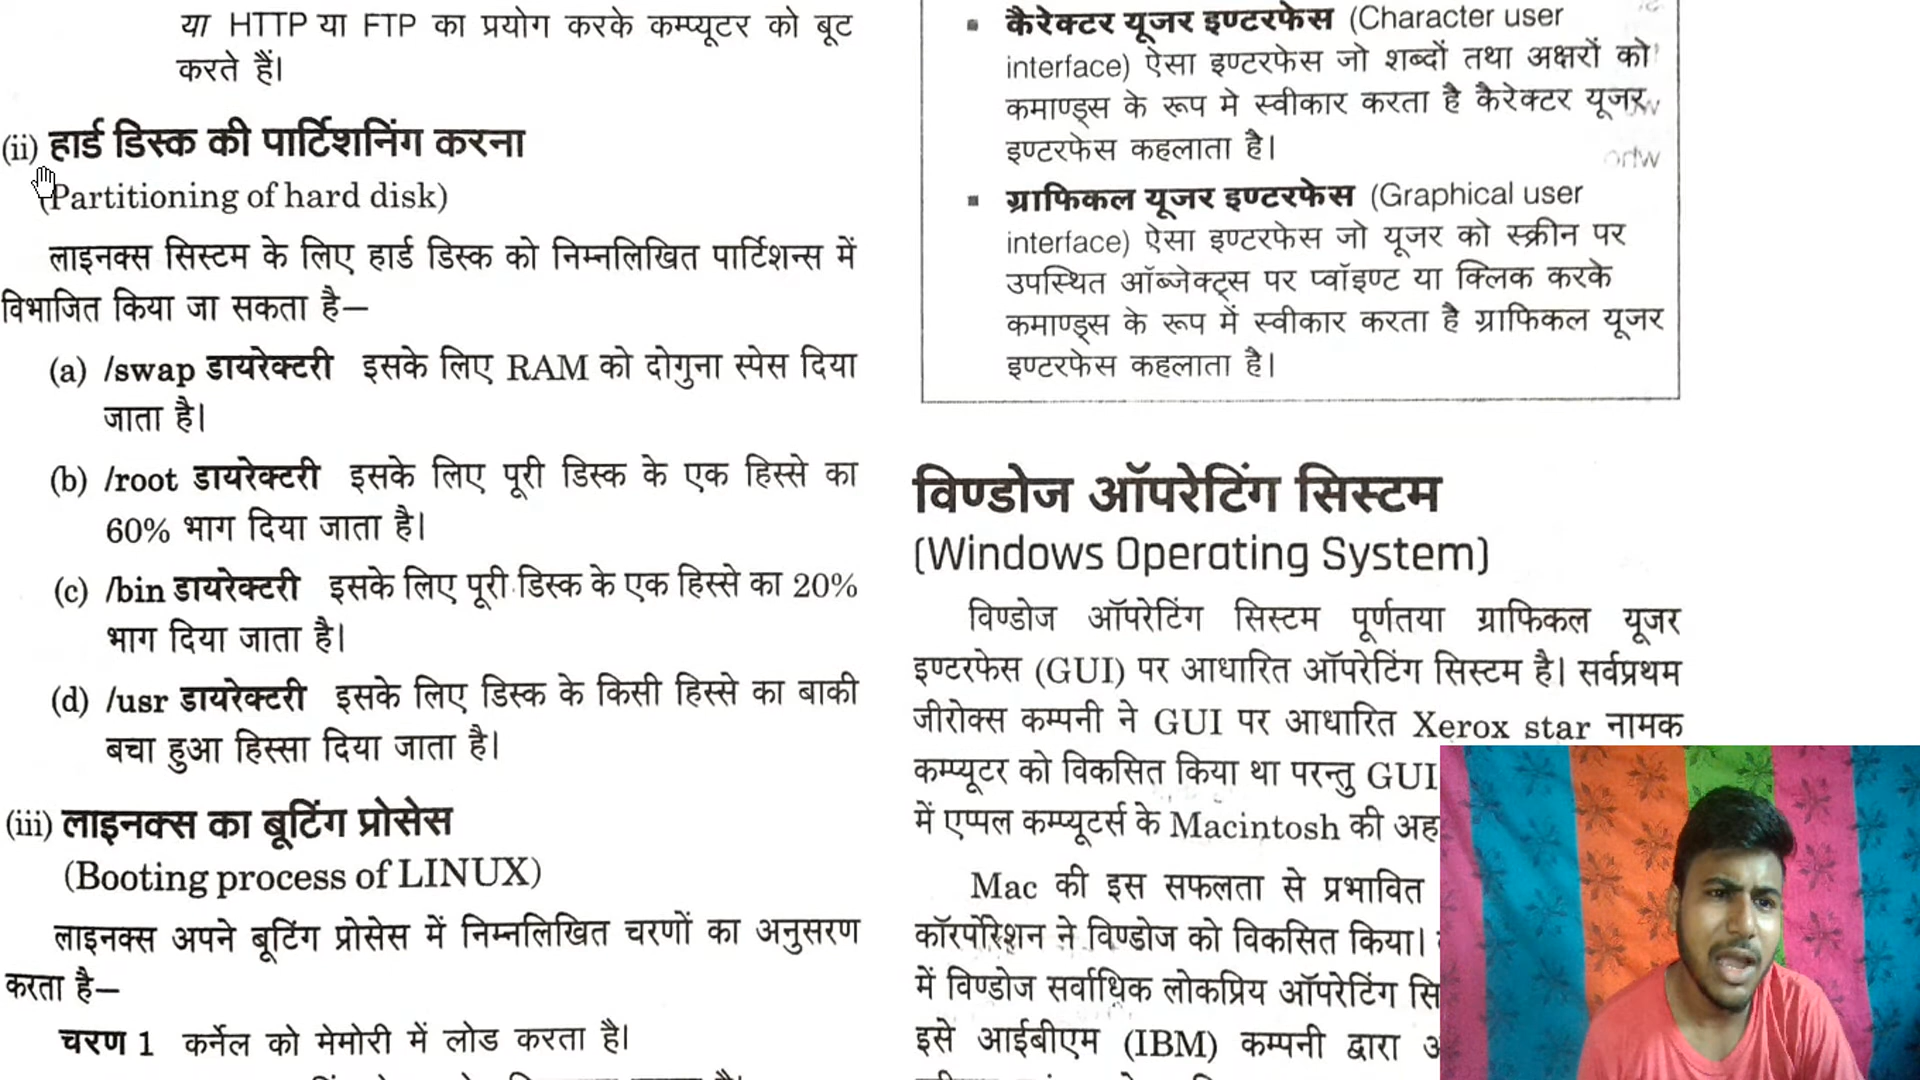 या HTTP या FTP का प्रयोग करके कम्प्यूटर को बूट
करते हैं।
(ii) हार्ड डिस्क की पार्टिशनिंग करना
(Partitioning of hard disk)
लाइनक्स सिस्टम के लिए हार्ड डिस्क को निम्नलिखित पार्टिशन्स में
विभाजित किया जा सकता है—
(a) /swap डायरेक्टरी इसके लिए RAM को दोगुना स्पेस दिया
जाता है।
(b) /root डायरेक्टरी इसके लिए पूरी डिस्क के एक हिस्से का
60% भाग दिया जाता है।
(c) /bin डायरेक्टरी इसके लिए पूरी डिस्क के एक हिस्से का 20%
भाग दिया जाता है।
(d) /usr डायरेक्टरी इसके लिए डिस्क के किसी हिस्से का बाकी
बचा हुआ हिस्सा दिया जाता है।
(iii) लाइनक्स का बूटिंग प्रोसेस
(Booting process of LINUX)
लाइनक्स अपने बूटिंग प्रोसेस में निम्नलिखित चरणों का अनुसरण
करता है—
चरण 1 कर्नेल को मेमोरी में लोड करता है।
▪ कैरेक्टर यूजर इण्टरफेस (Character user
interface) ऐसा इण्टरफेस जो शब्दों तथा अक्षरों को
कमाण्ड्स के रूप मे स्वीकार करता है कैरेक्टर यूजर
इण्टरफेस कहलाता है।
▪ ग्राफिकल यूजर इण्टरफेस (Graphical user
interface) ऐसा इण्टरफेस जो यूजर को स्क्रीन पर
उपस्थित ऑब्जेक्ट्स पर प्वॉइण्ट या क्लिक करके
कमाण्ड्स के रूप में स्वीकार करता है ग्राफिकल यूजर
इण्टरफेस कहलाता है।
विण्डोज ऑपरेटिंग सिस्टम
(Windows Operating System)
विण्डोज ऑपरेटिंग सिस्टम पूर्णतया ग्राफिकल यूजर
इण्टरफेस (GUI) पर आधारित ऑपरेटिंग सिस्टम है। सर्वप्रथम
जीरोक्स कम्पनी ने GUI पर आधारित Xerox star नामक
कम्प्यूटर को विकसित किया था परन्तु GUI
में एप्पल कम्प्यूटर्स के Macintosh की अह
Mac की इस सफलता से प्रभावित
कॉरपोरेशन ने विण्डोज को विकसित किया।
में विण्डोज सर्वाधिक लोकप्रिय ऑपरेटिंग सि
इसे आईबीएम (IBM) कम्पनी द्वारा अ